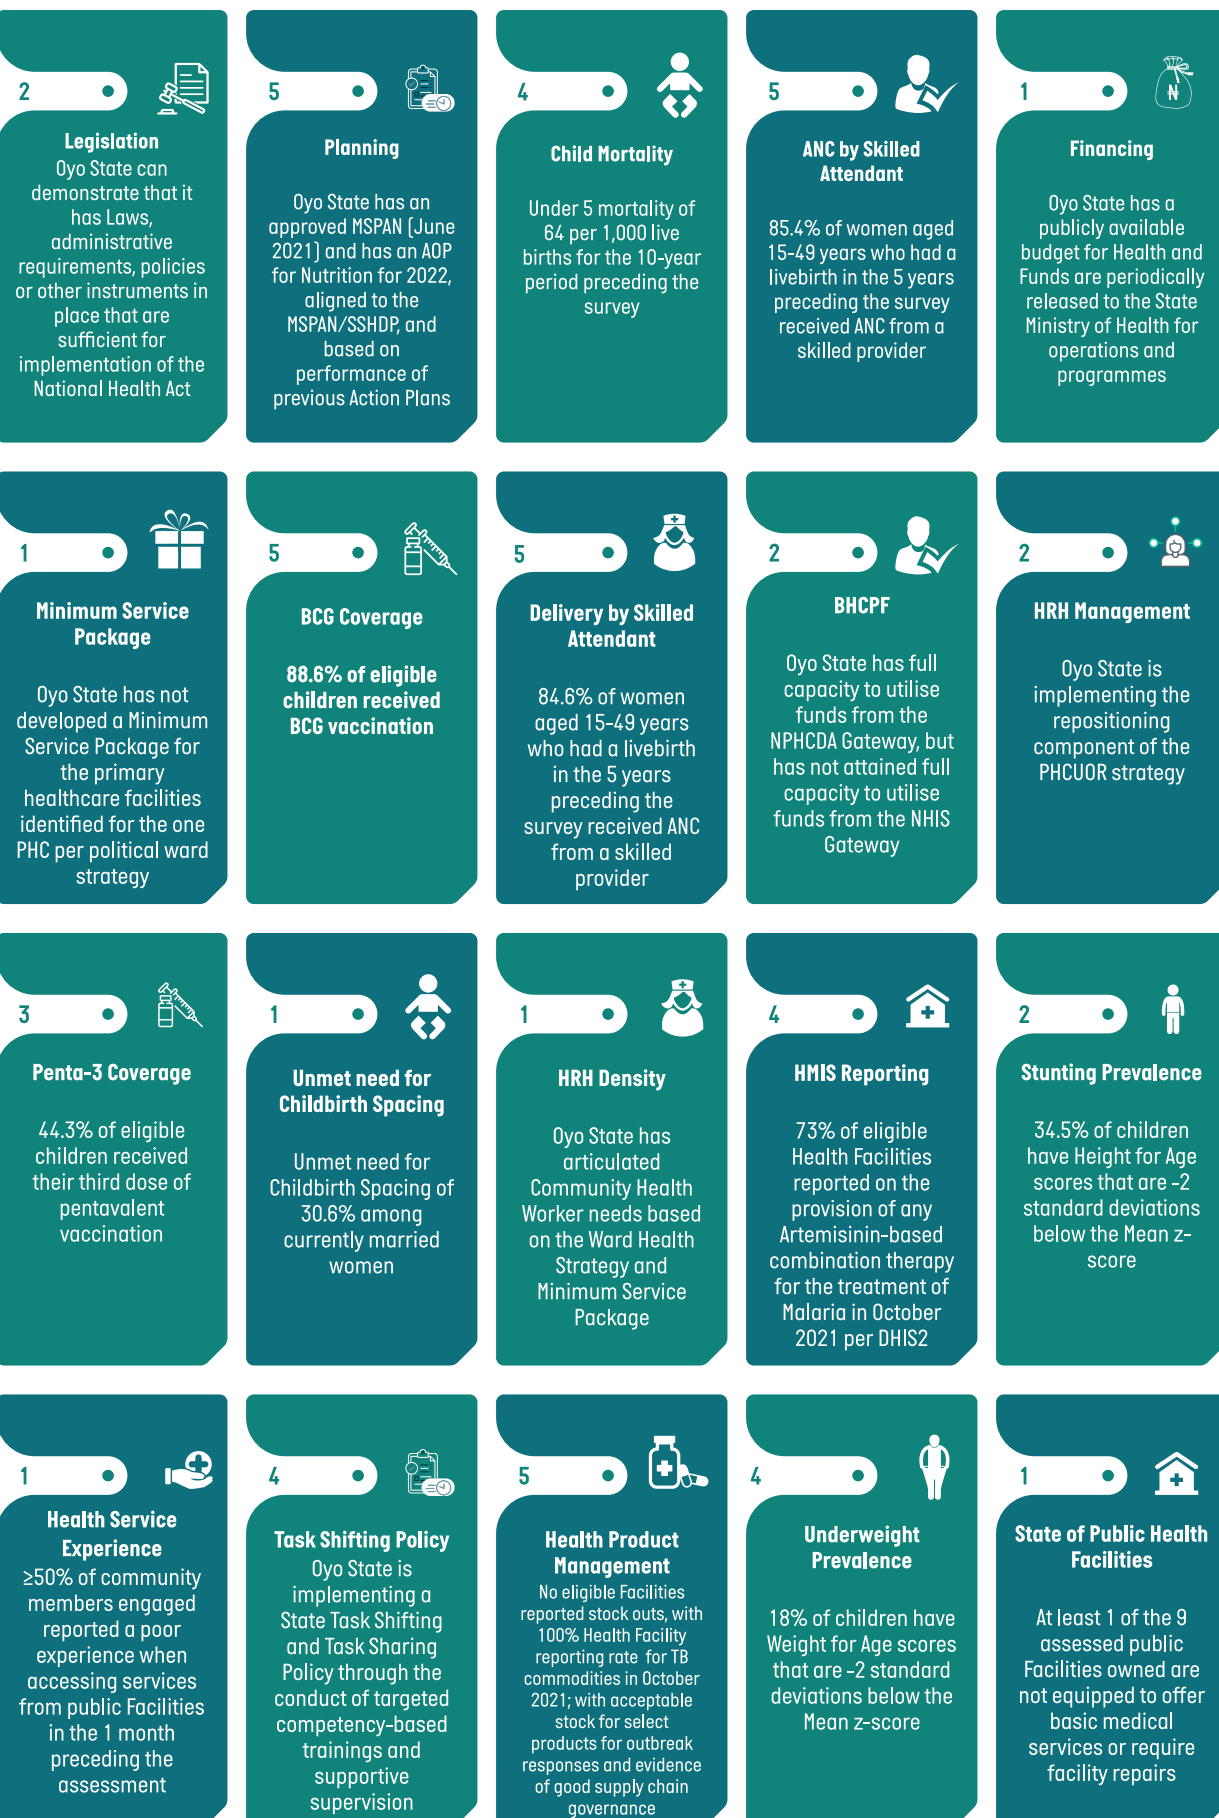 2
Legislation
Oyo State can
demonstrate that it
has Laws,
administrative
requirements, policies
or other instruments in
place that are
sufficient for
implementation of the
National Health Act
5
Planning
Oyo State has an
approved MSPAN (June
2021) and has an AOP
for Nutrition for 2022,
aligned to the
MSPAN/SSHDP, and
based on
performance of
previous Action Plans
4
Child Mortality
Under 5 mortality of
64 per 1,000 live
births for the 10-year
period preceding the
survey
5
ANC by Skilled
Attendant
85.4% of women aged
15-49 years who had a
livebirth in the 5 years
preceding the survey
received ANC from a
skilled provider
1
₦
Financing
Oyo State has a
publicly available
budget for Health and
Funds are periodically
released to the State
Ministry of Health for
operations and
programmes
1
Minimum Service
Package
Oyo State has not
developed a Minimum
Service Package for
the primary
healthcare facilities
identified for the one
PHC per political ward
strategy
5
BCG Coverage
88.6% of eligible
children received
BCG vaccination
5
Delivery by Skilled
Attendant
84.6% of women
aged 15-49 years
who had a livebirth
in the 5 years
preceding the
survey received ANC
from a skilled
provider
2
BHCPF
Oyo State has full
capacity to utilise
funds from the
NPHCDA Gateway, but
has not attained full
capacity to utilise
funds from the NHIS
Gateway
2
HRH Management
Oyo State is
implementing the
repositioning
component of the
PHCUOR strategy
3
Penta-3 Coverage
44.3% of eligible
children received
their third dose of
pentavalent
vaccination
1
Unmet need for
Childbirth Spacing
Unmet need for
Childbirth Spacing of
30.6% among
currently married
women
1
HRH Density
Oyo State has
articulated
Community Health
Worker needs based
on the Ward Health
Strategy and
Minimum Service
Package
4
HMIS Reporting
73% of eligible
Health Facilities
reported on the
provision of any
Artemisinin-based
combination therapy
for the treatment of
Malaria in October
2021 per DHIS2
2
Stunting Prevalence
34.5% of children
have Height for Age
scores that are -2
standard deviations
below the Mean z-
score
1
Health Service
Experience
≥50% of community
members engaged
reported a poor
experience when
accessing services
from public Facilities
in the 1 month
preceding the
assessment
4
Task Shifting Policy
Oyo State is
implementing a
State Task Shifting
and Task Sharing
Policy through the
conduct of targeted
competency-based
trainings and
supportive
supervision
5
Health Product
Management
No eligible Facilities
reported stock outs, with
100% Health Facility
reporting rate for TB
commodities in October
2021; with acceptable
stock for select
products for outbreak
responses and evidence
of good supply chain
governance
4
Underweight
Prevalence
18% of children have
Weight for Age scores
that are -2 standard
deviations below the
Mean z-score
1
State of Public Health
Facilities
At least 1 of the 9
assessed public
Facilities owned are
not equipped to offer
basic medical
services or require
facility repairs